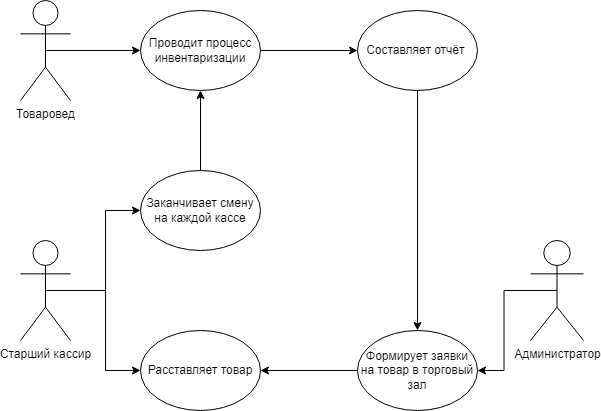 Проводит процесс
инвентаризации
Составляет отчёт
Товаровед
Заканчивает смену
на каждой кассе
Старший кассир
Расставляет товар
Формирует заявки
на товар в торговый
зал
Администратор